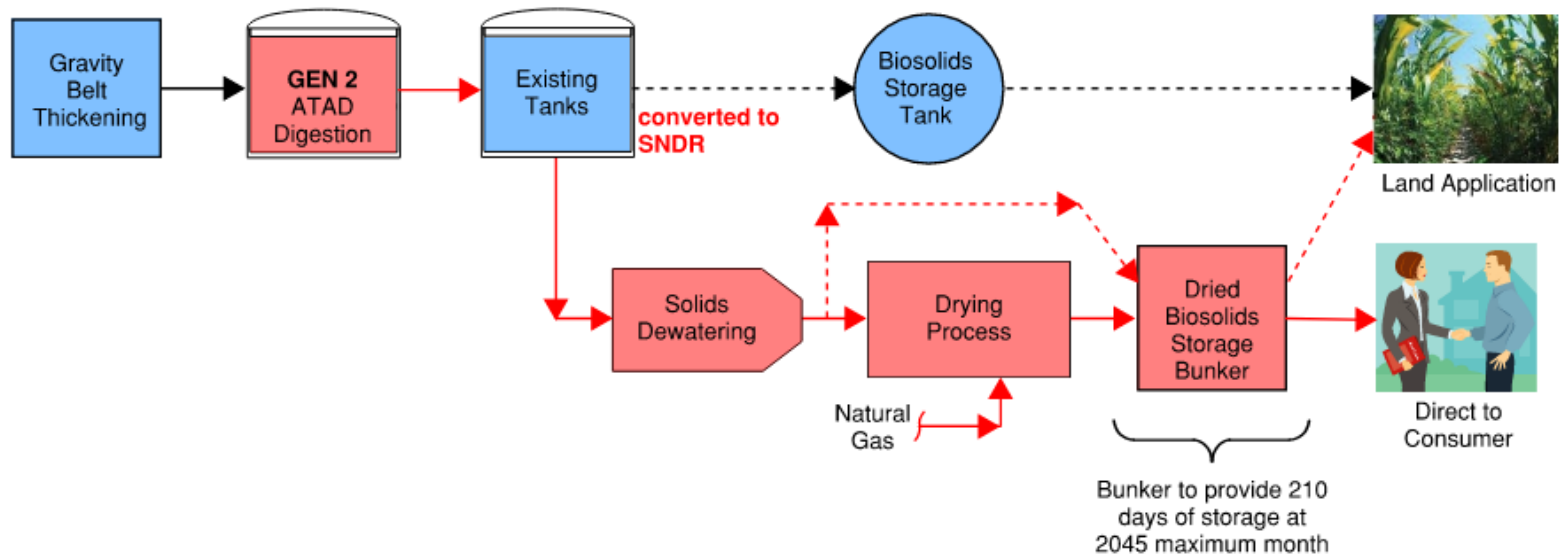 Gravity
Belt
Thickening
GEN 2
ATAD
Digestion
Existing
Tanks
converted to
SNDR
Biosolids
Storage
Tank
Land Application
Solids
Dewatering
Drying
Process
Dried
Biosolids
Storage
Bunker
Natural
Gas
Direct to
Consumer
Bunker to provide 210
days of storage at
2045 maximum month